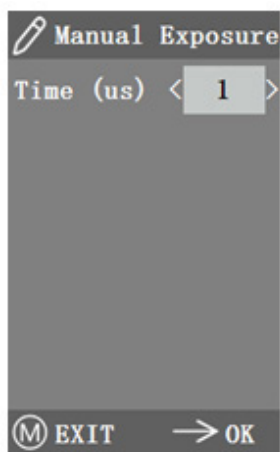 Manual Exposure
Time (us) < 1 >
M EXIT → OK